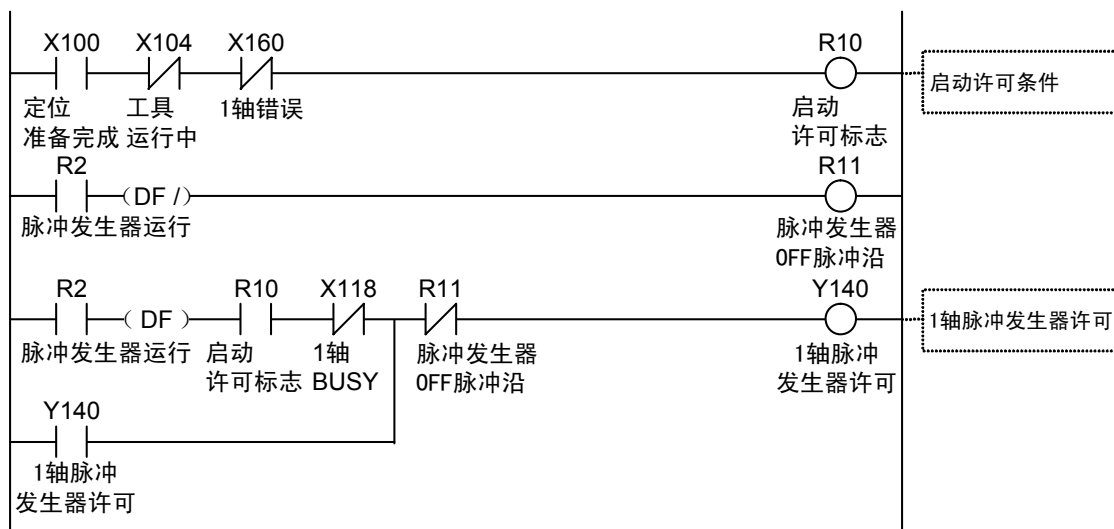 X100 X104 X160 R10
定位 工具 1轴错误 启动 启动许可条件
准备完成 运行中 许可标志
R2 R11
（DF /）
脉冲发生器运行 脉冲发生器
0FF脉冲沿
R2 R10 X118 R11 Y140
（ DF ） 1轴脉冲发生器许可
脉冲发生器运行 启动 1轴 脉冲发生器 1轴脉冲
许可标志 BUSY 0FF脉冲沿 发生器许可
Y140
1轴脉冲
发生器许可